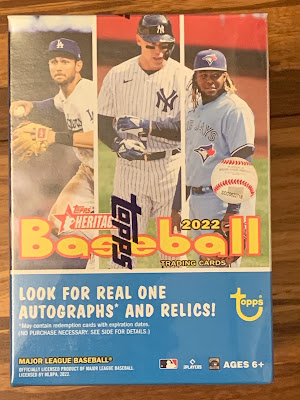 Topps
HERITAGE
topps
2022
Baseball
TRADING CARDS
LOOK FOR REAL ONE
AUTOGRAPHS* AND RELICS!
*May contain redemption cards with expiration dates.
(NO PURCHASE NECESSARY. SEE SIDE FOR DETAILS.)
topps
MAJOR LEAGUE BASEBALL®
OFFICIALLY LICENSED PRODUCT OF MAJOR LEAGUE BASEBALL.
LICENSED BY MLBPA, 2022.
AGES 6+